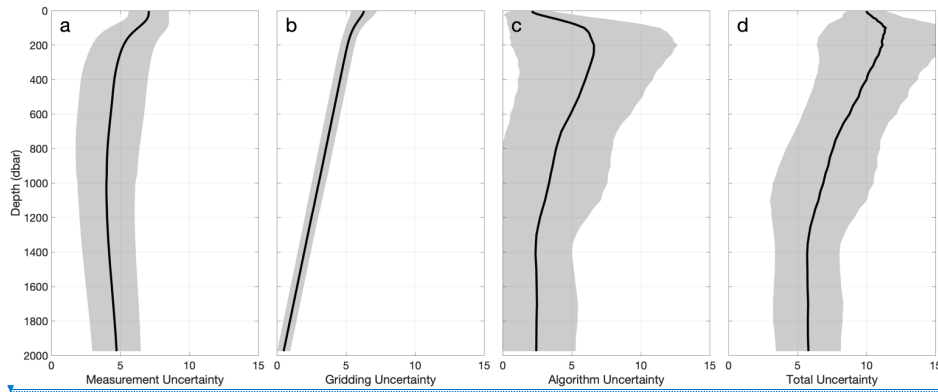 a b c d
0
200
400
600
800
1000
1200
1400
1600
1800
2000
Depth (dbar)
0 5 10 15 0 5 10 15 0 5 10 15 0 5 10 15
Measurement Uncertainty Gridding Uncertainty Algorithm Uncertainty Total Uncertainty